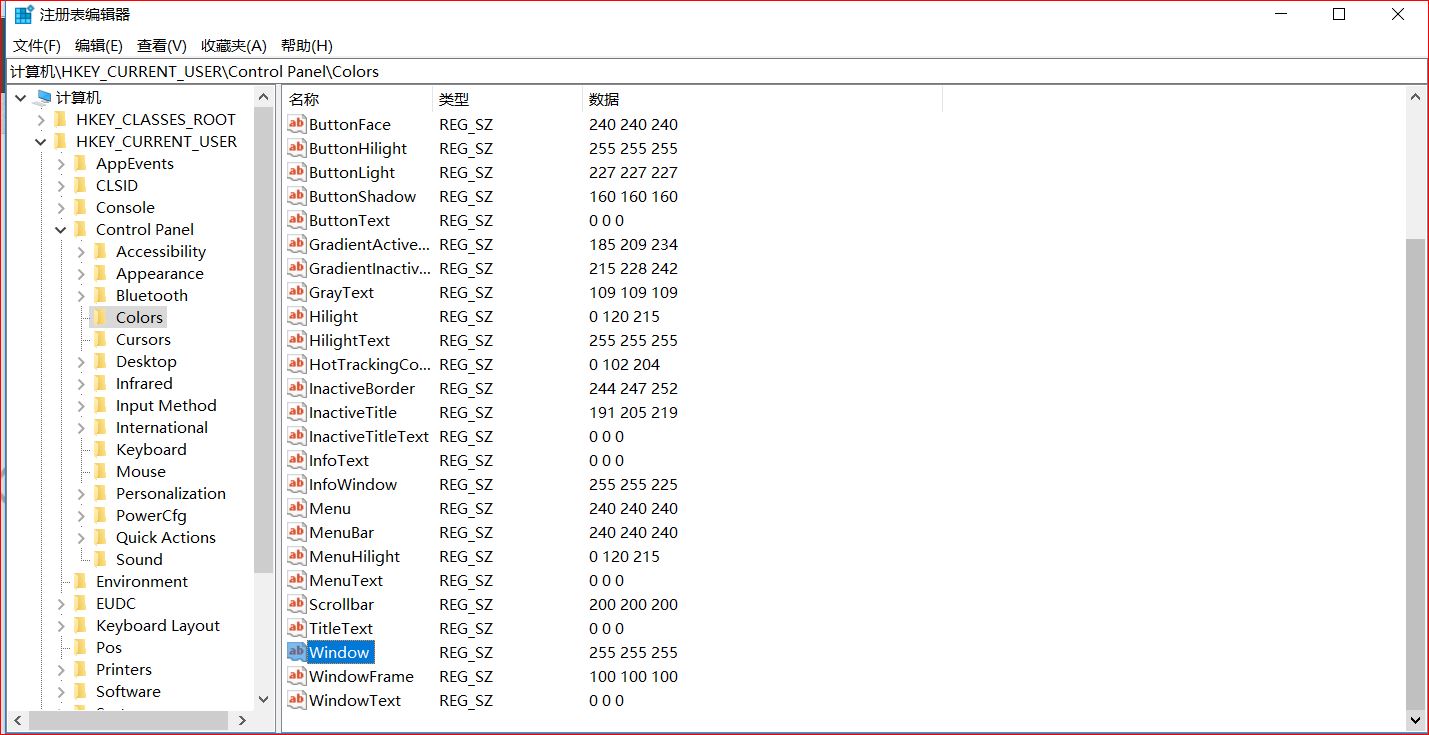 注册表编辑器
文件(F) 编辑(E) 查看(V) 收藏夹(A) 帮助(H)
计算机\HKEY_CURRENT_USER\Control Panel\Colors
计算机
HKEY_CLASSES_ROOT
HKEY_CURRENT_USER
AppEvents
CLSID
Console
Control Panel
Accessibility
Appearance
Bluetooth
Colors
Cursors
Desktop
Infrared
Input Method
International
Keyboard
Mouse
Personalization
PowerCfg
Quick Actions
Sound
Environment
EUDC
Keyboard Layout
Pos
Printers
Software
名称 类型 数据
ButtonFace REG_SZ 240 240 240
ButtonHilight REG_SZ 255 255 255
ButtonLight REG_SZ 227 227 227
ButtonShadow REG_SZ 160 160 160
ButtonText REG_SZ 0 0 0
GradientActive... REG_SZ 185 209 234
GradientInactiv... REG_SZ 215 228 242
GrayText REG_SZ 109 109 109
Hilight REG_SZ 0 120 215
HilightText REG_SZ 255 255 255
HotTrackingCo... REG_SZ 0 102 204
InactiveBorder REG_SZ 244 247 252
InactiveTitle REG_SZ 191 205 219
InactiveTitleText REG_SZ 0 0 0
InfoText REG_SZ 0 0 0
InfoWindow REG_SZ 255 255 225
Menu REG_SZ 240 240 240
MenuBar REG_SZ 240 240 240
MenuHilight REG_SZ 0 120 215
MenuText REG_SZ 0 0 0
Scrollbar REG_SZ 200 200 200
TitleText REG_SZ 0 0 0
Window REG_SZ 255 255 255
WindowFrame REG_SZ 100 100 100
WindowText REG_SZ 0 0 0